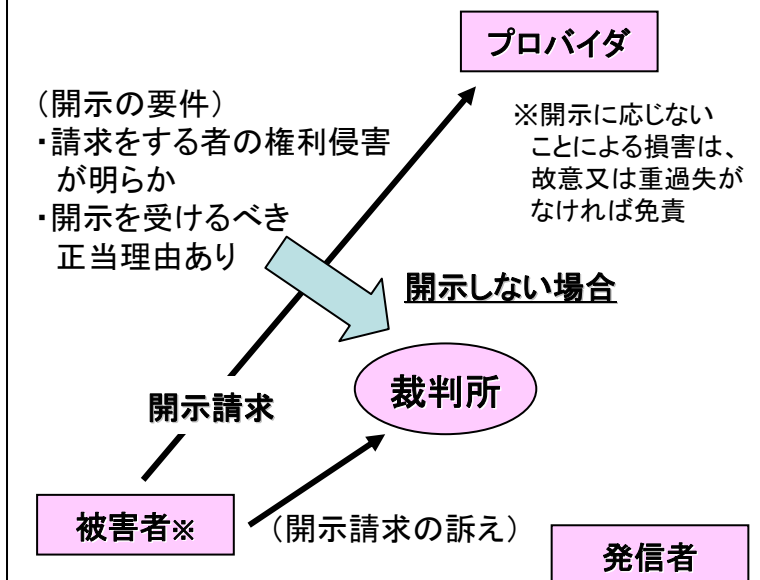 プロバイダ
（開示の要件）
・請求をする者の権利侵害
が明らか
・開示を受けるべき
正当理由あり
※開示に応じない
ことによる損害は、
故意又は重過失が
なければ免責
開示しない場合
裁判所
開示請求
被害者※
（開示請求の訴え）
発信者